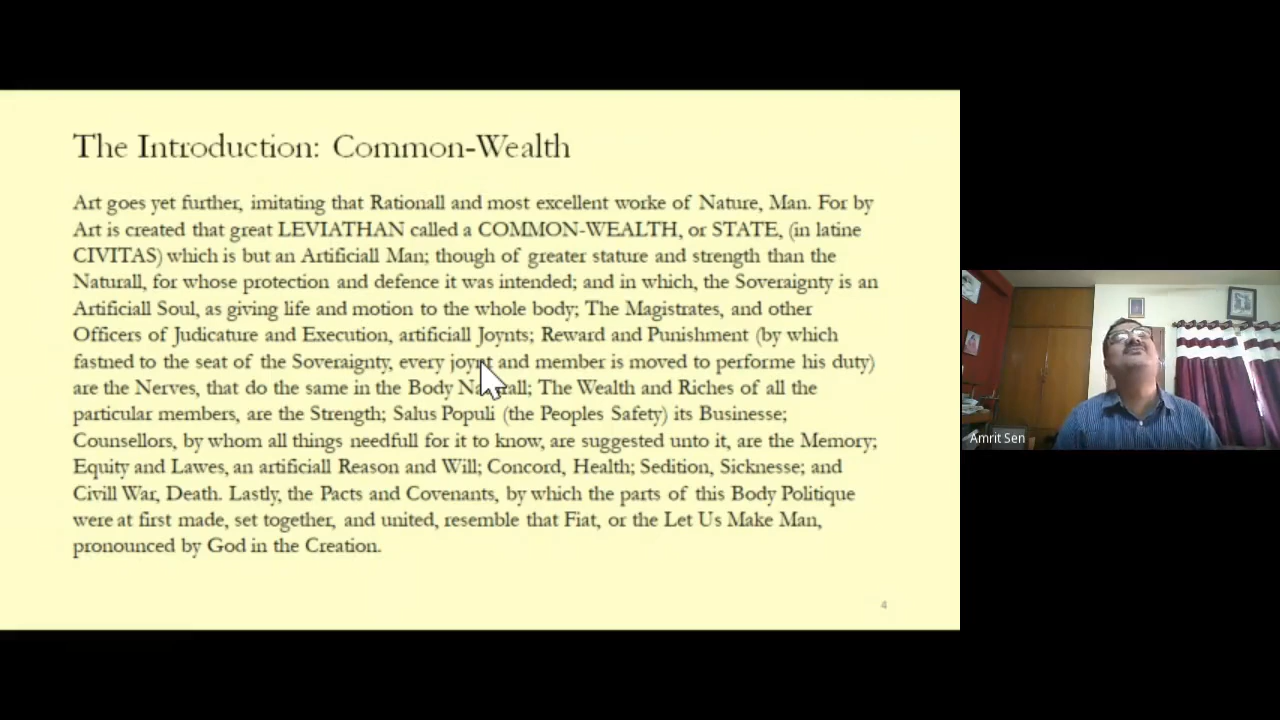 The Introduction: Common-Wealth
Art goes yet further, imitating that Rationall and most excellent worke of Nature, Man. For by
Art is created that great LEVIATHAN called a COMMON-WEALTH, or STATE, (in latine
CIVITAS) which is but an Artificiall Man; though of greater stature and strength than the
Naturall, for whose protection and defence it was intended; and in which, the Soveraignty is an
Artificiall Soul, as giving life and motion to the whole body; The Magistrates, and other
Officers of Judicature and Execution, artificiall Joynts; Reward and Punishment (by which
fastned to the seat of the Soveraignty, every joynt and member is moved to performe his duty)
are the Nerves, that do the same in the Body Naturall; The Wealth and Riches of all the
particular members, are the Strength; Salus Populi (the Peoples Safety) its Businesse;
Counsellors, by whom all things needfull for it to know, are suggested unto it, are the Memory;
Equity and Lawes, an artificiall Reason and Will; Concord, Health; Sedition, Sicknesse; and
Civill War, Death. Lastly, the Pacts and Covenants, by which the parts of this Body Politique
were at first made, set together, and united, resemble that Fiat, or the Let Us Make Man,
pronounced by God in the Creation.
4
Amrit Sen